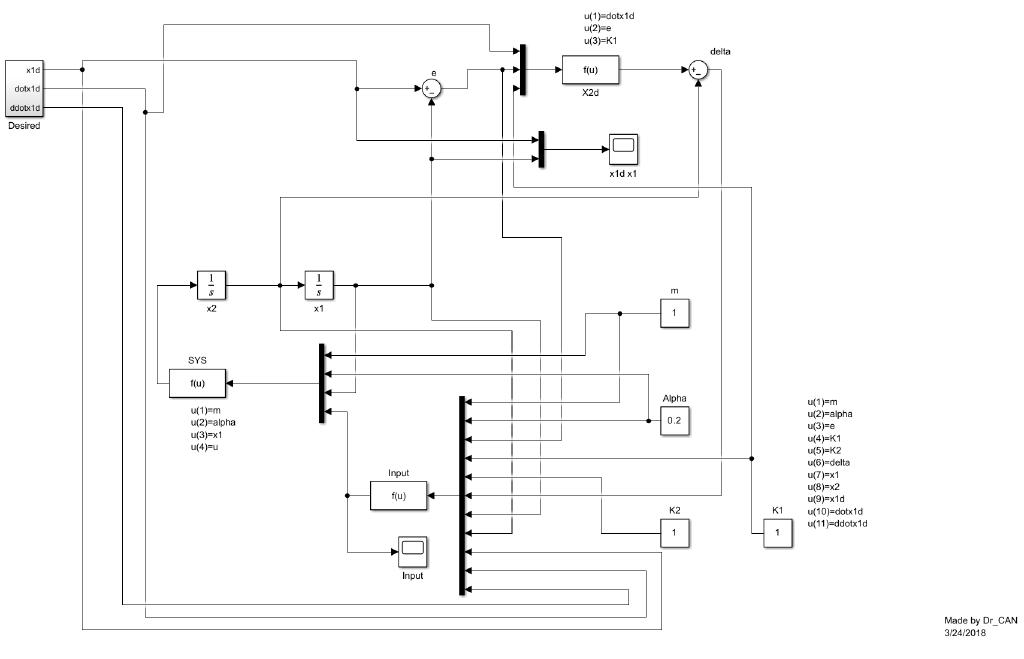 u(1)=dotx1d
u(2)=e
u(3)=K1
delta
x1d
dotx1d
ddotx1d
Desired
e
+
−
f(u)
X2d
+
−
x1d x1
1
s
x2
1
s
x1
m
1
SYS
f(u)
u(1)=m
u(2)=alpha
u(3)=x1
u(4)=u
Alpha
0.2
u(1)=m
u(2)=alpha
u(3)=e
u(4)=K1
u(5)=K2
u(6)=delta
u(7)=x1
u(8)=x2
u(9)=x1d
u(10)=dotx1d
u(11)=ddotx1d
Input
f(u)
K2
1
K1
1
Input
Made by Dr_CAN
3/24/2018